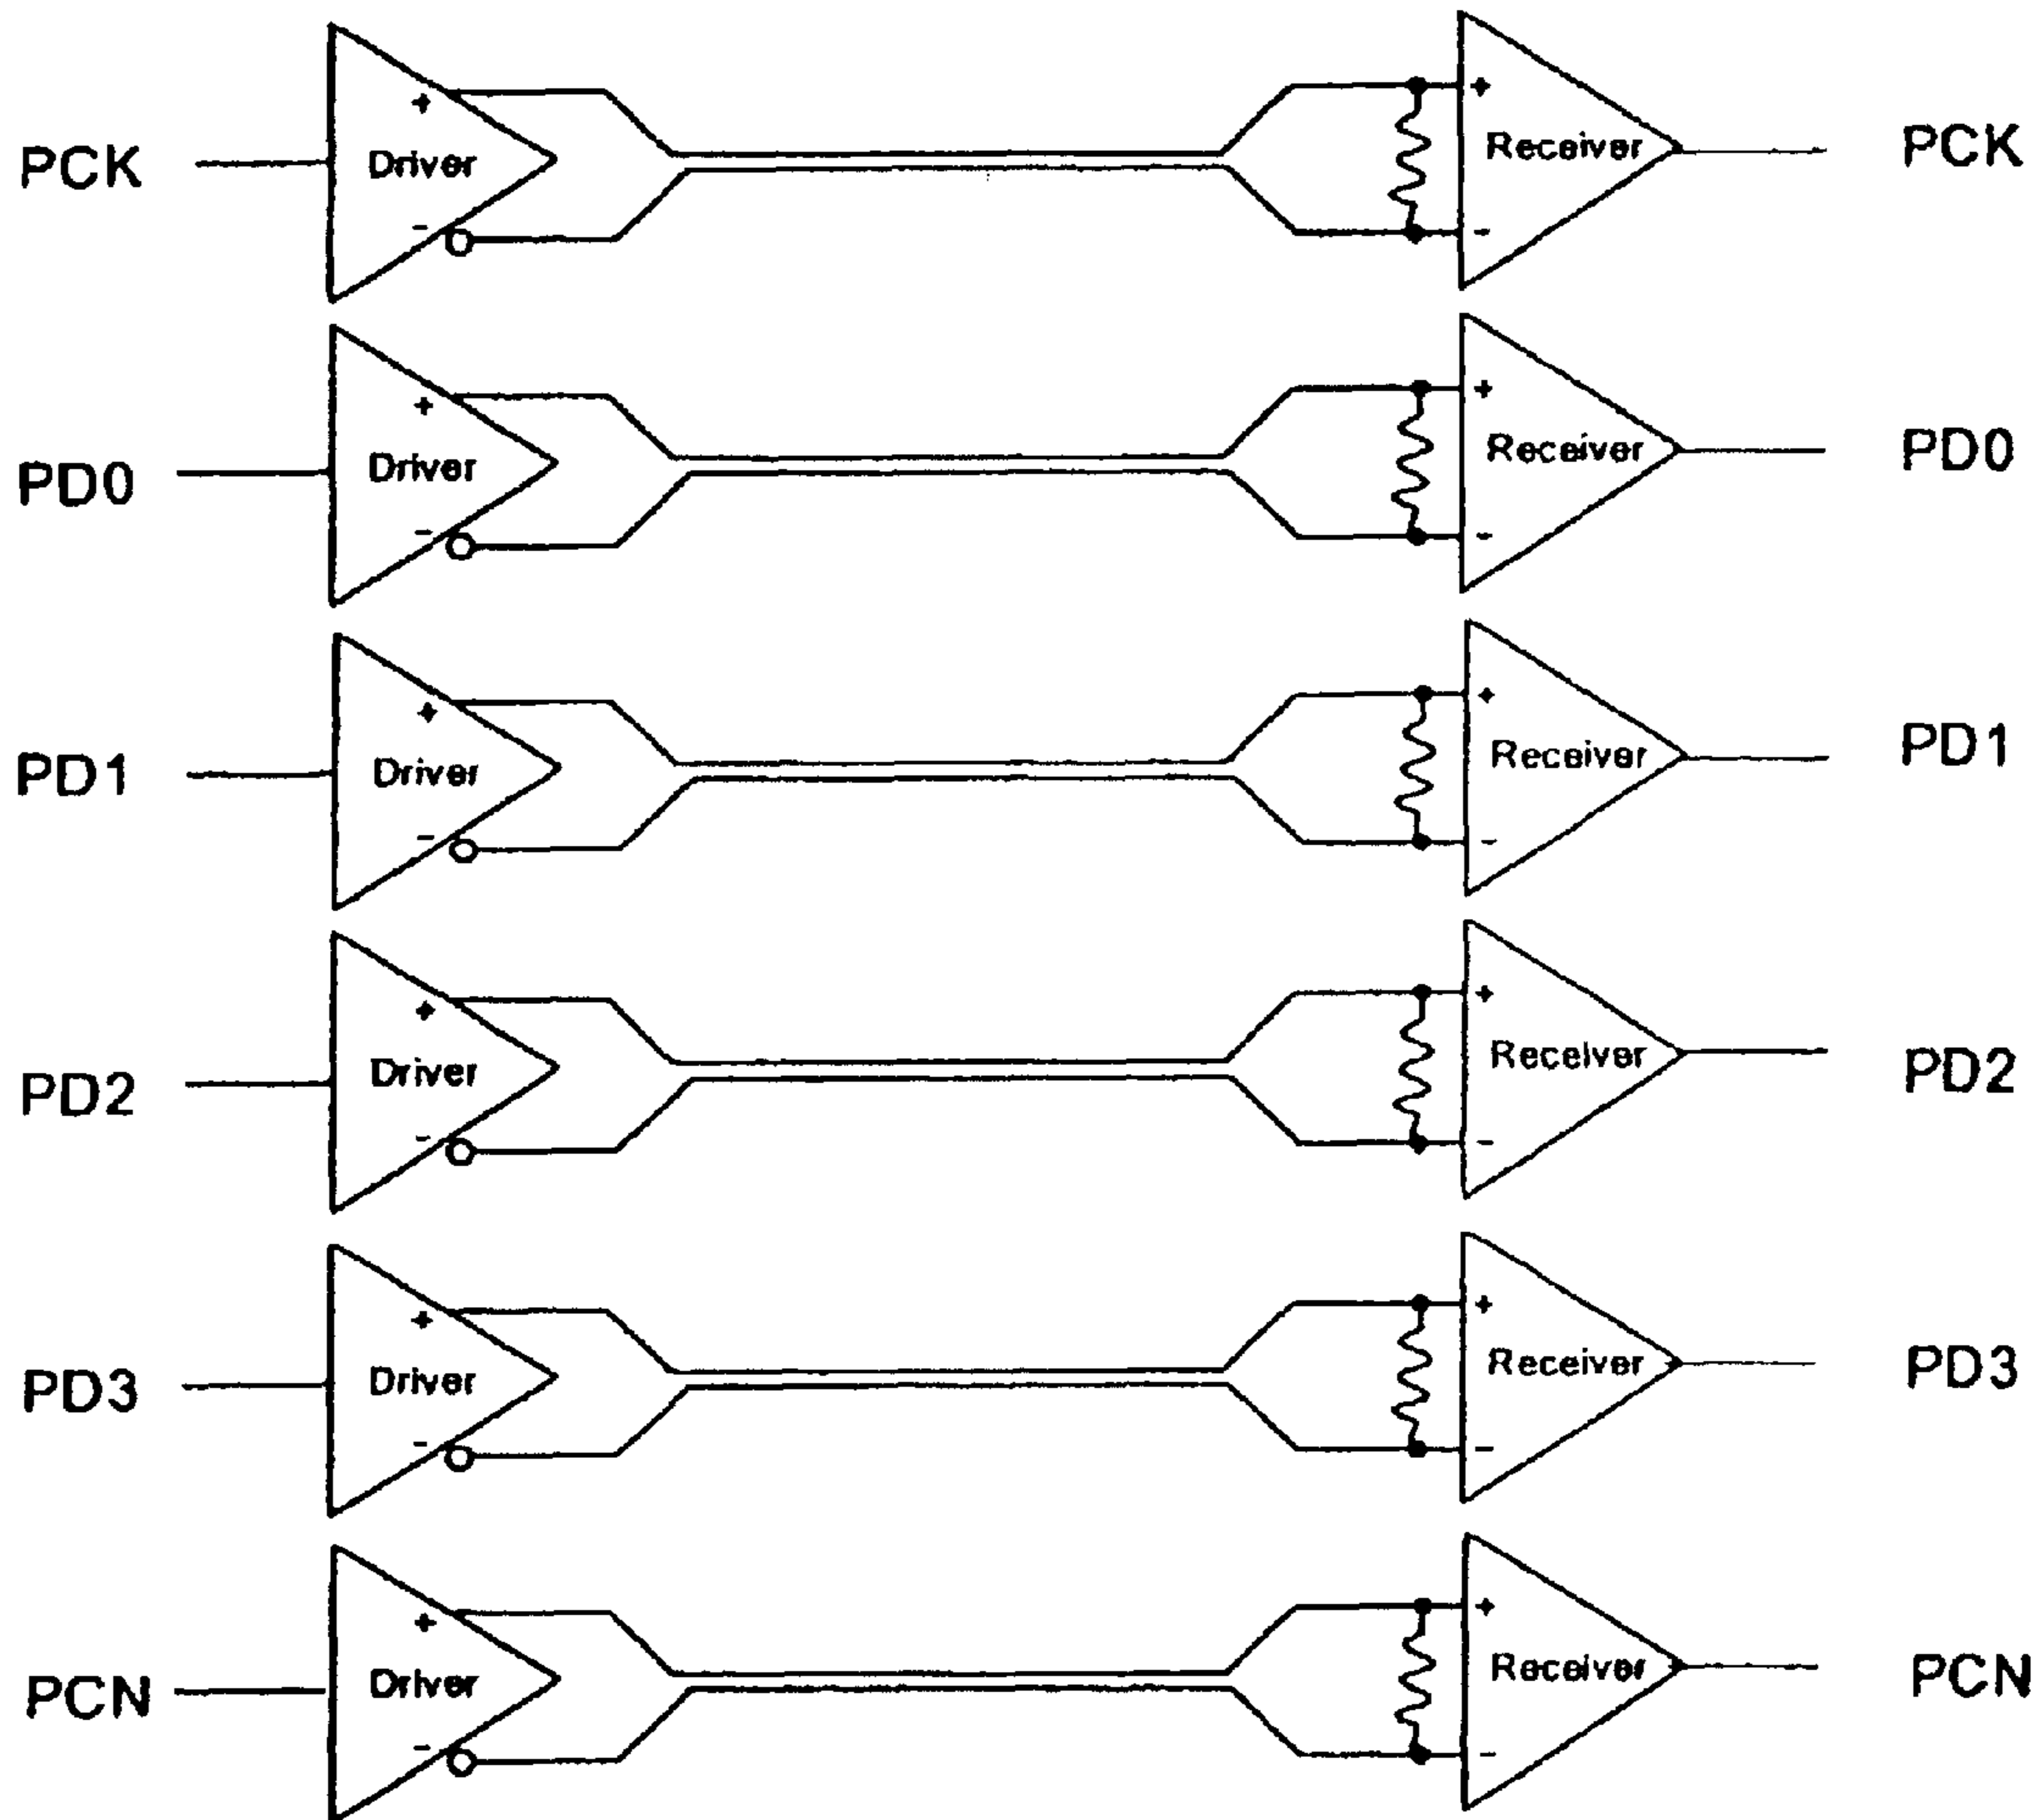 PCK + Driver - + Receiver - PCK
PD0 + Driver - + Receiver - PD0
PD1 + Driver - + Receiver - PD1
PD2 + Driver - + Receiver - PD2
PD3 + Driver - + Receiver - PD3
PCN + Driver - + Receiver - PCN